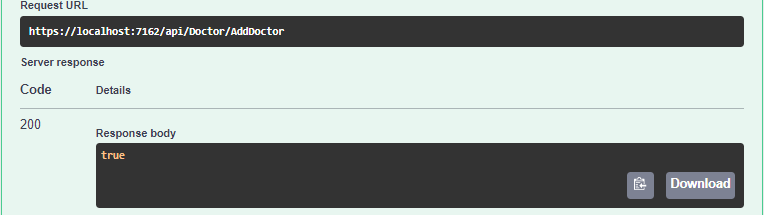 Request URL
https://localhost:7162/api/Doctor/AddDoctor
Server response
Code Details
200
Response body
true
Download